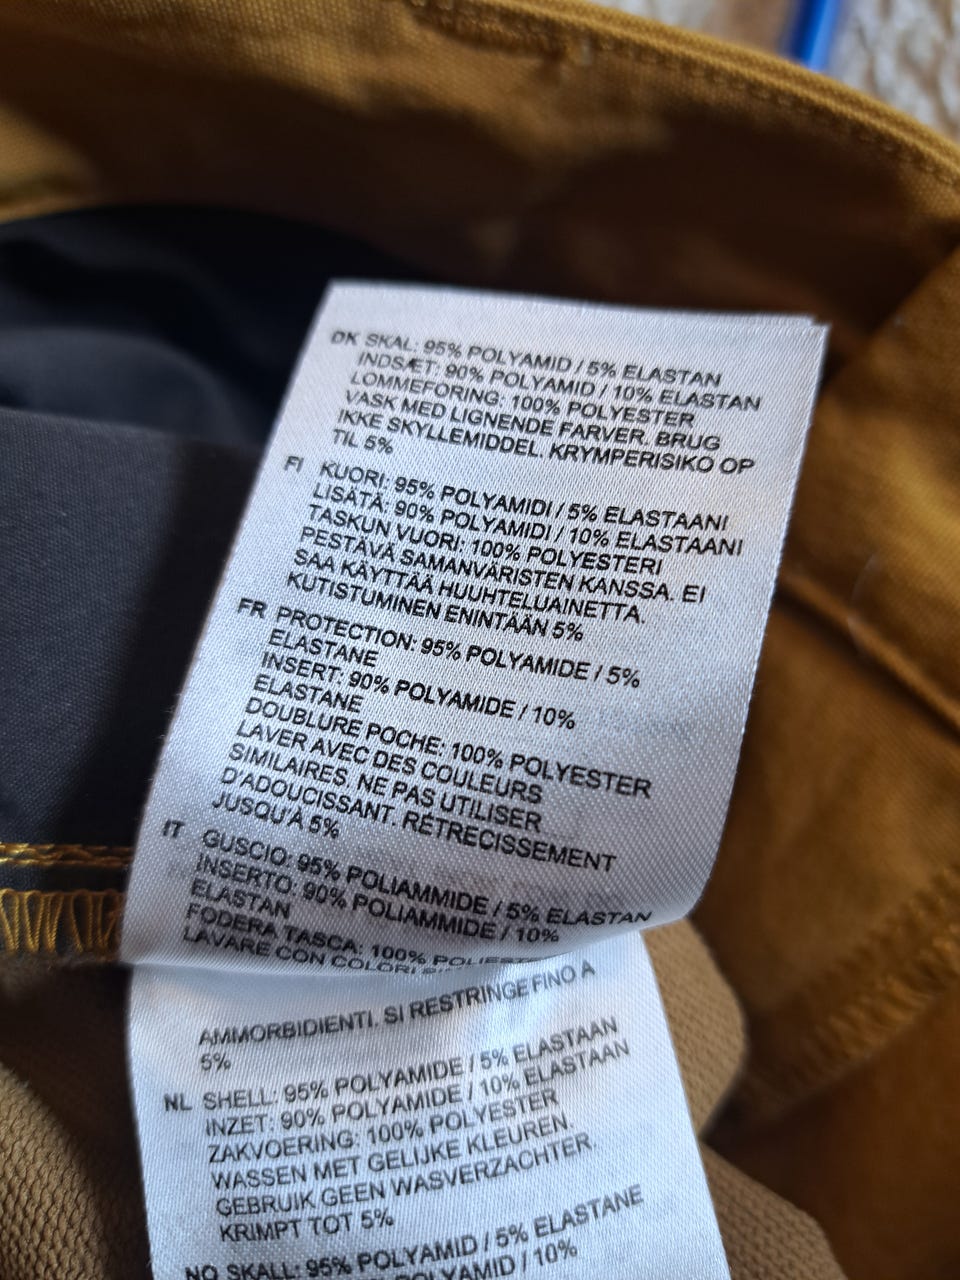 DK SKAL: 95% POLYAMID / 5% ELASTAN
INDSÆT: 90% POLYAMID / 10% ELASTAN
LOMMEFORING: 100% POLYESTER
VASK MED LIGNENDE FARVER. BRUG
IKKE SKYLLEMIDDEL. KRYMPERISIKO OP
TIL 5%
FI KUORI: 95% POLYAMIDI / 5% ELASTAANI
LISÄTÄ: 90% POLYAMIDI / 10% ELASTAANI
TASKUN VUORI: 100% POLYESTERI
PESTÄVÄ SAMANVÄRISTEN KANSSA. EI
SAA KÄYTTÄÄ HUUHTELUAINETTA.
KUTISTUMINEN ENINTÄÄN 5%
FR PROTECTION: 95% POLYAMIDE / 5%
ELASTANE
INSERT: 90% POLYAMIDE / 10%
ELASTANE
DOUBLURE POCHE: 100% POLYESTER
LAVER AVEC DES COULEURS
SIMILAIRES. NE PAS UTILISER
D'ADOUCISSANT. RETRECISSEMENT
JUSQU'À 5%
IT GUSCIO: 95% POLIAMMIDE / 5% ELASTAN
INSERTO: 90% POLIAMMIDE / 10%
ELASTAN
FODERA TASCA: 100%
LAVARE CON COLORI
AMMORBIDIENTI. SI RESTRINGE FINO A
5%
NL SHELL: 95% POLYAMIDE / 5% ELASTAAN
INZET: 90% POLYAMIDE / 10% ELASTAAN
ZAKVOERING: 100% POLYESTER
WASSEN MET GELIJKE KLEUREN.
GEBRUIK GEEN WASVERZACHTER.
KRIMPT TOT 5%
NO SKALL: 95% POLYAMID / 5% ELASTANE
POLYAMID / 10%